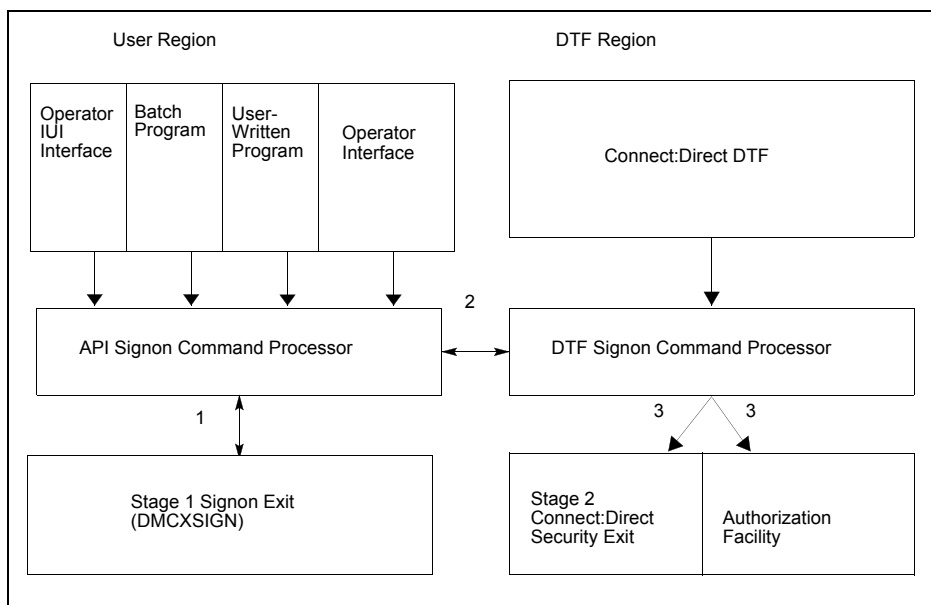 User Region
DTF Region
Operator
IUI
Interface
Batch
Program
User-
Written
Program
Operator
Interface
Connect:Direct DTF
2
API Signon Command Processor
DTF Signon Command Processor
1
3
3
Stage 1 Signon Exit
(DMCXSIGN)
Stage 2
Connect:Direct
Security Exit
Authorization
Facility